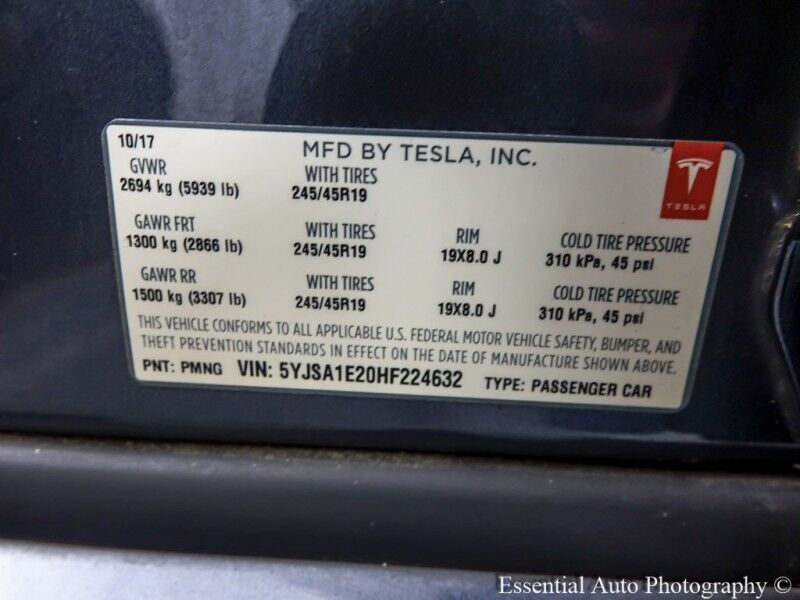 10/17
MFD BY TESLA, INC.
GVWR WITH TIRES
2694 kg (5939 lb) 245/45R19
TESLA
GAWR FRT WITH TIRES RIM COLD TIRE PRESSURE
1300 kg (2866 lb) 245/45R19 19X8.0 J 310 kPa, 45 psi
GAWR RR WITH TIRES RIM COLD TIRE PRESSURE
1500 kg (3307 lb) 245/45R19 19X8.0 J 310 kPa, 45 psi
THIS VEHICLE CONFORMS TO ALL APPLICABLE U.S. FEDERAL MOTOR VEHICLE SAFETY, BUMPER, AND
THEFT PREVENTION STANDARDS IN EFFECT ON THE DATE OF MANUFACTURE SHOWN ABOVE.
PNT: PMNG VIN: 5YJSA1E20HF224632 TYPE: PASSENGER CAR
Essential Auto Photography ©